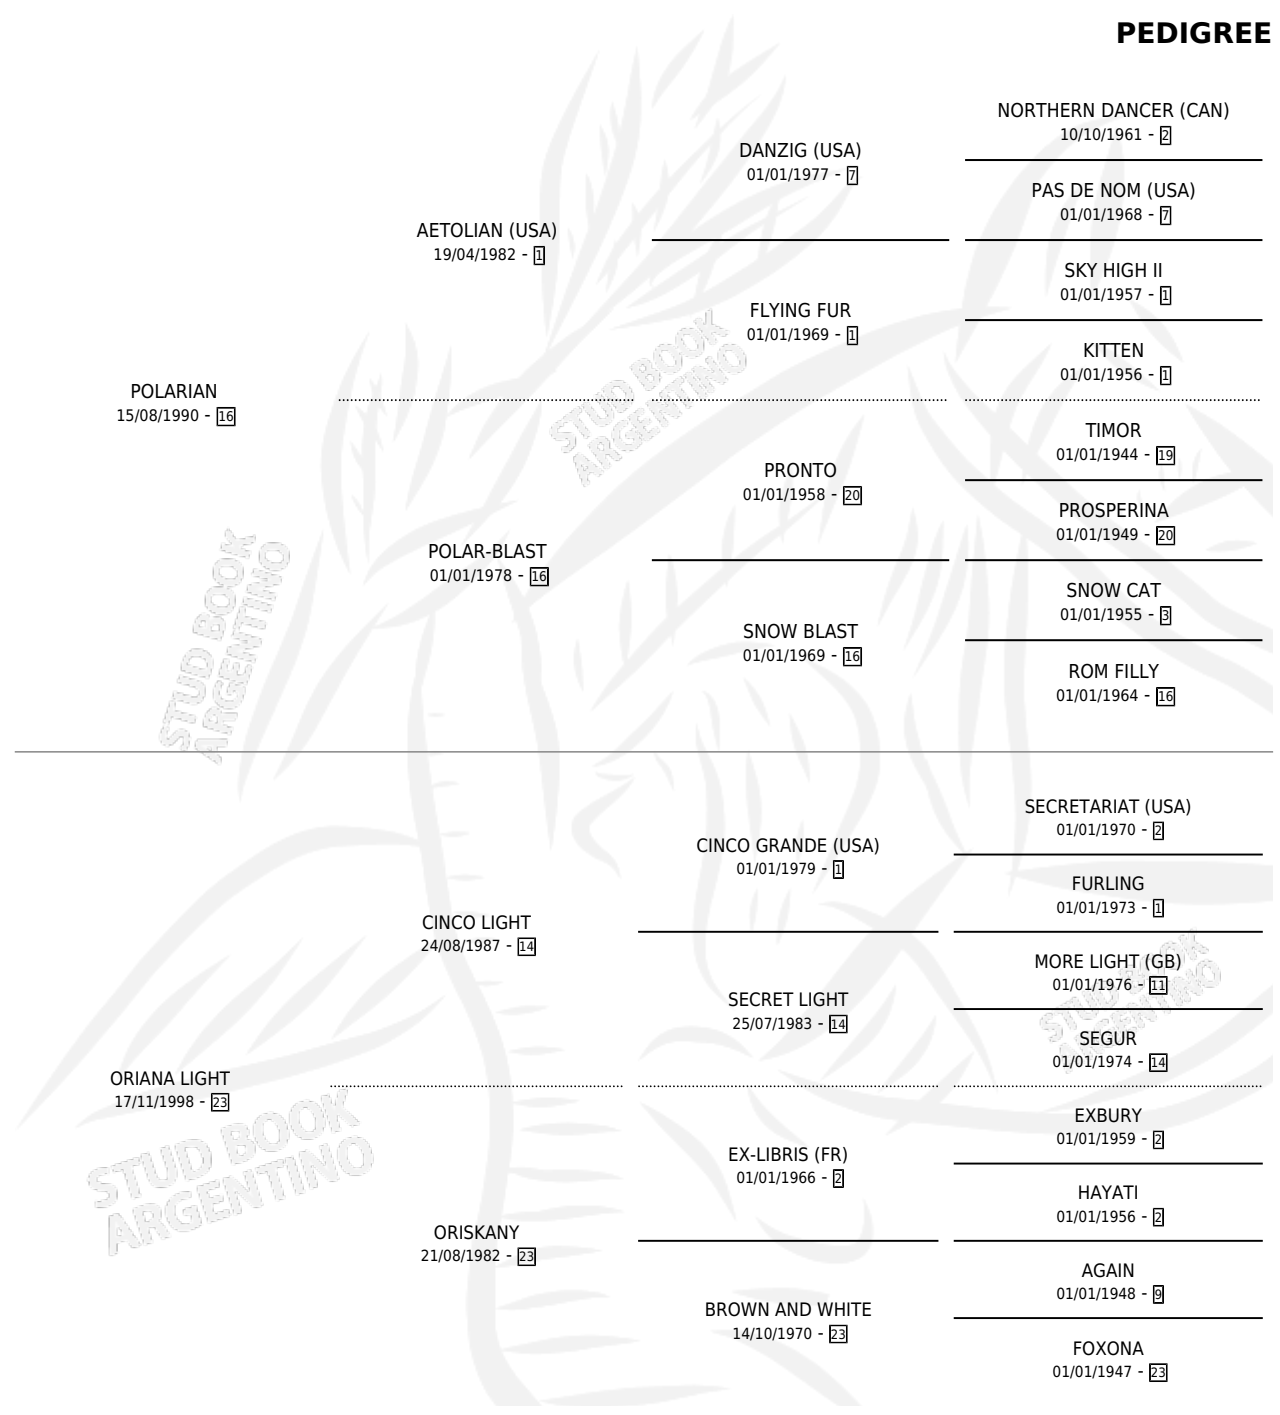 PEDIGREE
NORTHERN DANCER (CAN)
10/10/1961 - 2
DANZIG (USA)
01/01/1977 - 7
PAS DE NOM (USA)
01/01/1968 - 7
AETOLIAN (USA)
19/04/1982 - 1
SKY HIGH II
01/01/1957 - 1
FLYING FUR
01/01/1969 - 1
KITTEN
01/01/1956 - 1
POLARIAN
15/08/1990 - 16
TIMOR
01/01/1944 - 19
PRONTO
01/01/1958 - 20
PROSPERINA
01/01/1949 - 20
POLAR-BLAST
01/01/1978 - 16
SNOW CAT
01/01/1955 - 3
SNOW BLAST
01/01/1969 - 16
ROM FILLY
01/01/1964 - 16
SECRETARIAT (USA)
01/01/1970 - 2
CINCO GRANDE (USA)
01/01/1979 - 1
FURLING
01/01/1973 - 1
CINCO LIGHT
24/08/1987 - 14
MORE LIGHT (GB)
01/01/1976 - 11
SECRET LIGHT
25/07/1983 - 14
SEGUR
01/01/1974 - 14
ORIANA LIGHT
17/11/1998 - 23
EXBURY
01/01/1959 - 2
EX-LIBRIS (FR)
01/01/1966 - 2
HAYATI
01/01/1956 - 2
ORISKANY
21/08/1982 - 23
AGAIN
01/01/1948 - 9
BROWN AND WHITE
14/10/1970 - 23
FOXONA
01/01/1947 - 23
STUD BOOK
ARGENTINO
STUD BOOK
ARGENTINO
STUD BOOK
ARGENTINO
STUD BOOK
ARGENTINO